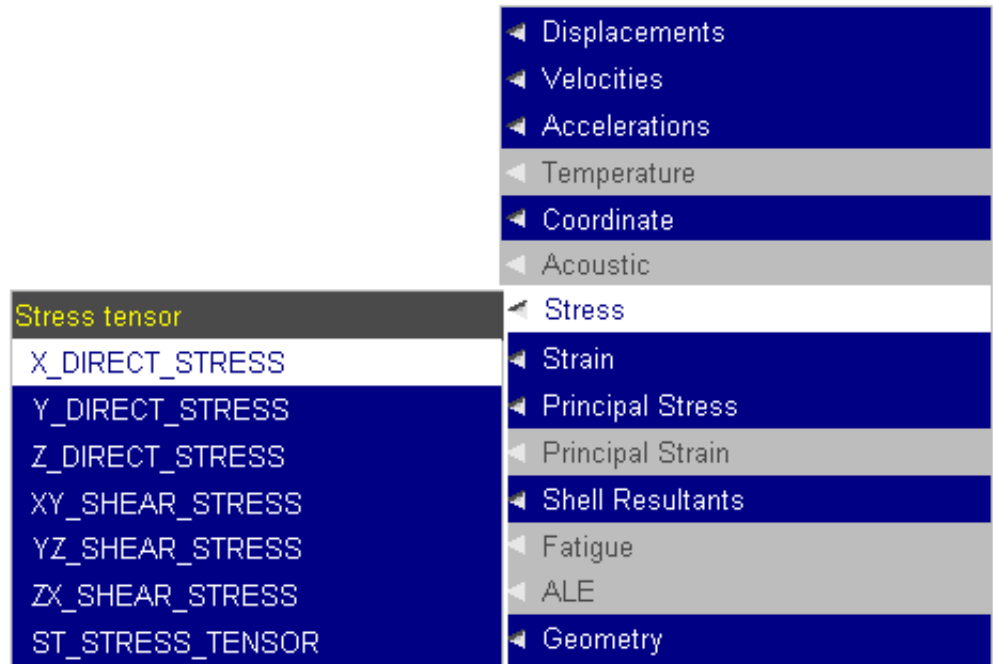 Displacements
Velocities
Accelerations
Temperature
Coordinate
Acoustic
Stress
Strain
Principal Stress
Principal Strain
Shell Resultants
Fatigue
ALE
Geometry
Stress tensor
X_DIRECT_STRESS
Y_DIRECT_STRESS
Z_DIRECT_STRESS
XY_SHEAR_STRESS
YZ_SHEAR_STRESS
ZX_SHEAR_STRESS
ST_STRESS_TENSOR